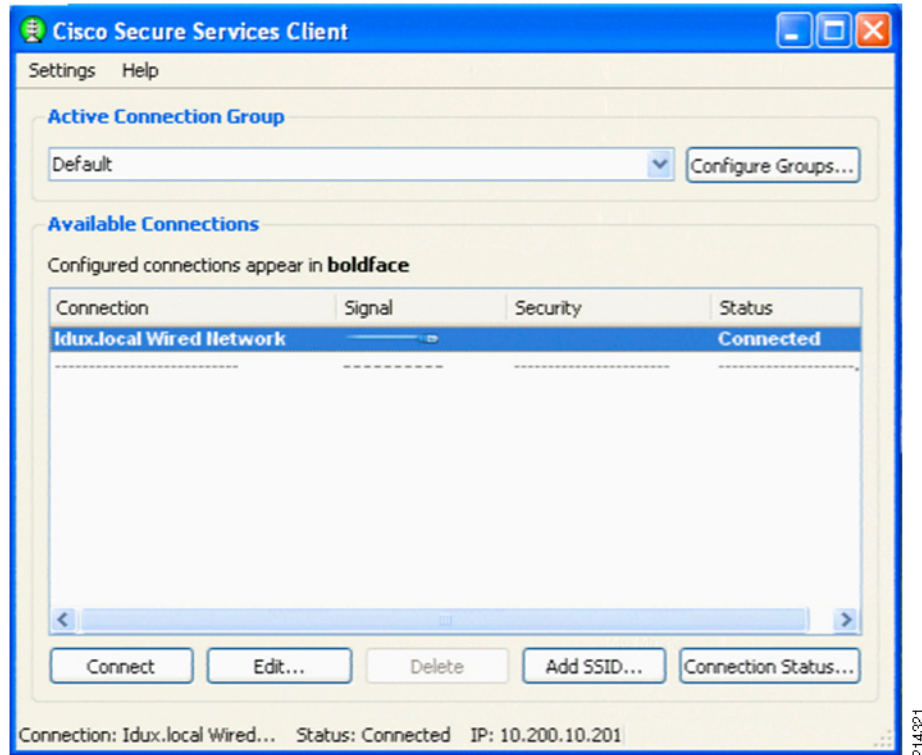 Cisco Secure Services Client
Settings Help
Active Connection Group
Default
Configure Groups...
Available Connections
Configured connections appear in boldface
Connection Signal Security Status
Idux.local Wired Network Connected
Connect Edit... Delete Add SSID... Connection Status...
Connection: Idux.local Wired... Status: Connected IP: 10.200.10.201